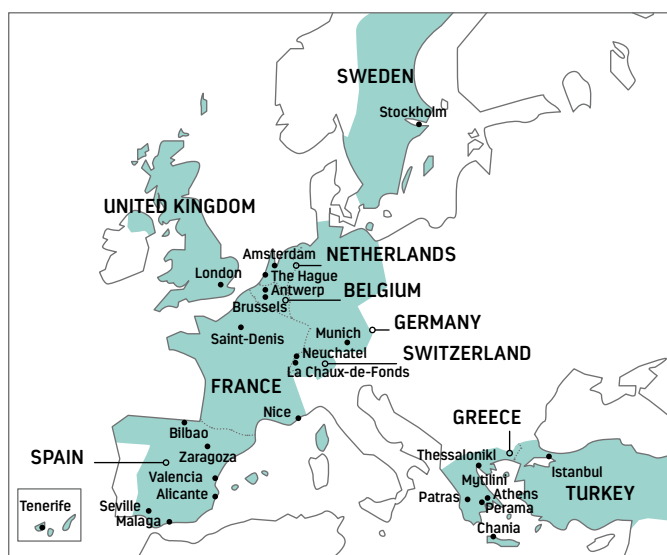 SWEDEN
Stockholm
UNITED KINGDOM
Amsterdam
NETHERLANDS
London
The Hague
Antwerp
BELGIUM
Brussels
GERMANY
Saint-Denis
Munich
Neuchatel
SWITZERLAND
La Chaux-de-Fonds
FRANCE
Nice
GREECE
Bilbao
Thessaloniki
SPAIN
Zaragoza
Istanbul
Valencia
Mytilini
TURKEY
Alicante
Patras
Athens
Perama
Tenerife
Seville
Malaga
Chania